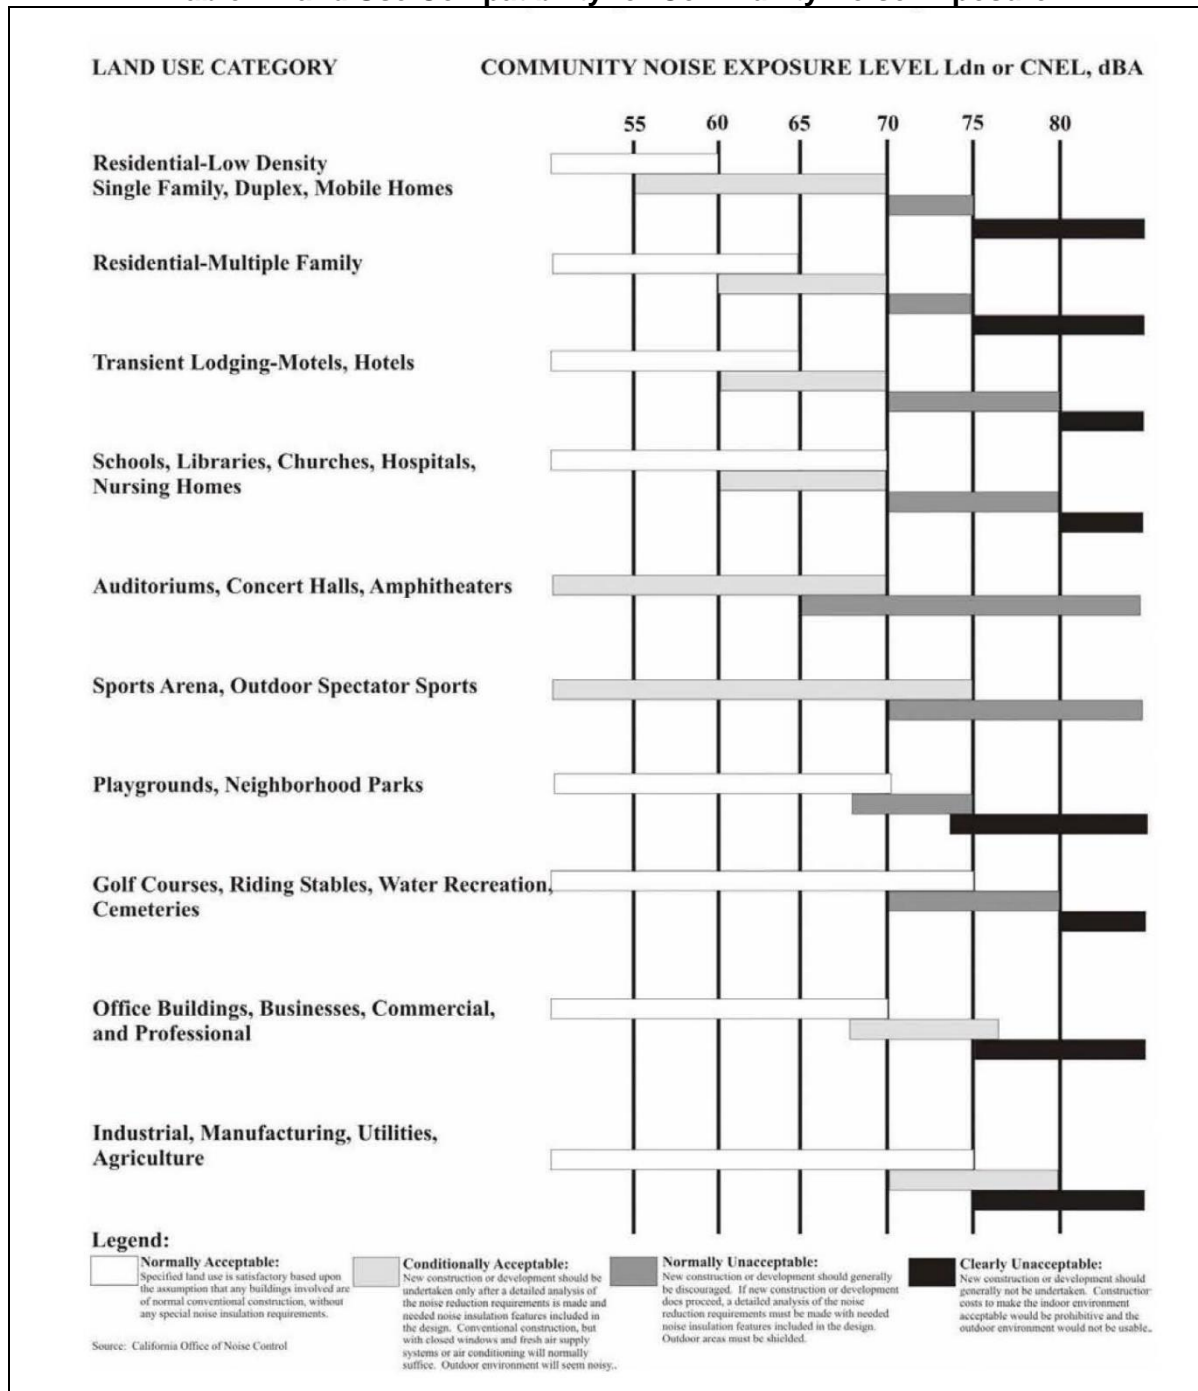 LAND USE CATEGORY
COMMUNITY NOISE EXPOSURE LEVEL Ldn or CNEL, dBA
55 60 65 70 75 80
Residential-Low Density
Single Family, Duplex, Mobile Homes
Residential-Multiple Family
Transient Lodging-Motels, Hotels
Schools, Libraries, Churches, Hospitals,
Nursing Homes
Auditoriums, Concert Halls, Amphitheaters
Sports Arena, Outdoor Spectator Sports
Playgrounds, Neighborhood Parks
Golf Courses, Riding Stables, Water Recreation,
Cemeteries
Office Buildings, Businesses, Commercial,
and Professional
Industrial, Manufacturing, Utilities,
Agriculture
Legend:
Normally Acceptable:
Specified land use is satisfactory based upon
the assumption that any buildings involved are
of normal conventional construction, without
any special noise insulation requirements.
Conditionally Acceptable:
New construction or development should be
undertaken only after a detailed analysis of
the noise reduction requirements is made and
needed noise insulation features included in
the design. Conventional construction, but
with closed windows and fresh air supply
systems or air conditioning will normally
suffice. Outdoor environment will seem noisy..
Normally Unacceptable:
New construction or development should generally
be discouraged. If new construction or development
does proceed, a detailed analysis of the noise
reduction requirements must be made with needed
noise insulation features included in the design.
Outdoor areas must be shielded.
Clearly Unacceptable:
New construction or development should
generally not be undertaken. Construction
costs to make the indoor environment
acceptable would be prohibitive and the
outdoor environment would not be usable..
Source: California Office of Noise Control